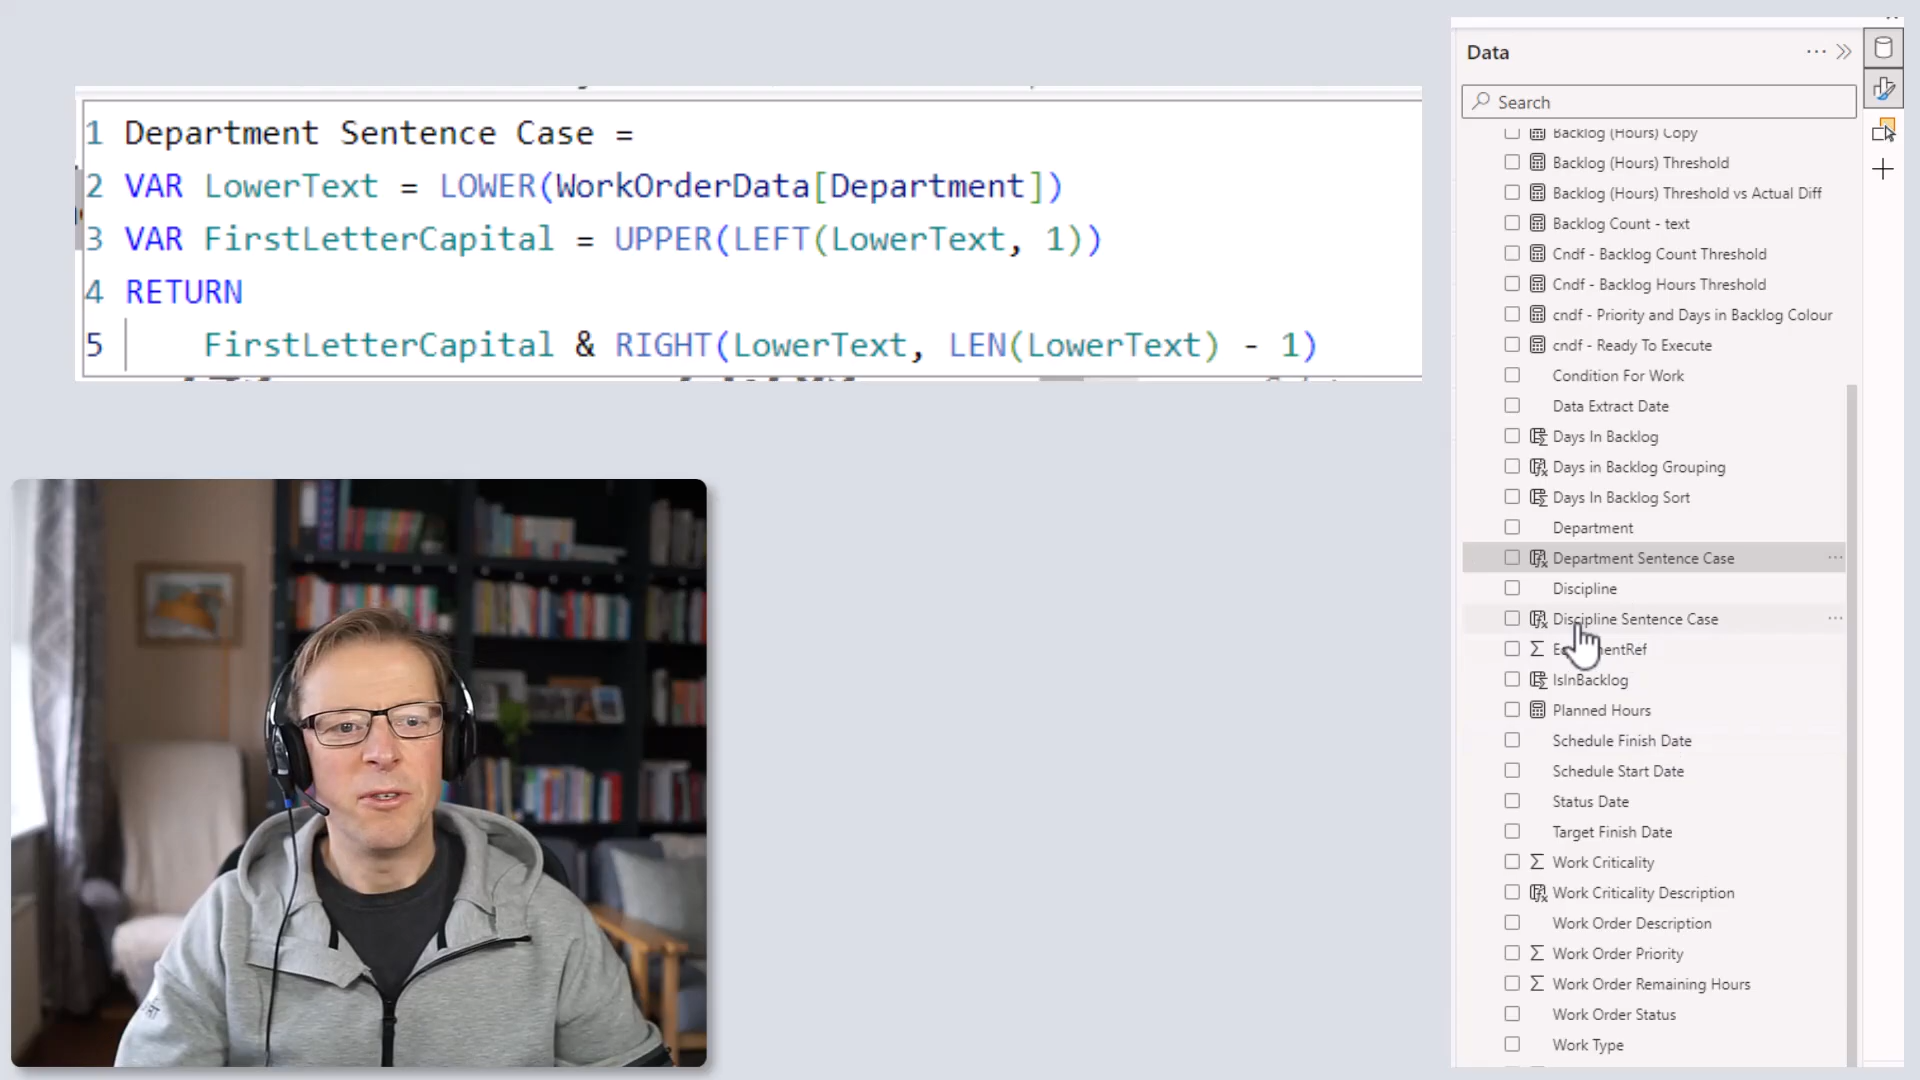 1 Department Sentence Case =
2 VAR LowerText = LOWER(WorkOrderData[Department])
3 VAR FirstLetterCapital = UPPER(LEFT(LowerText, 1))
4 RETURN
5 FirstLetterCapital & RIGHT(LowerText, LEN(LowerText) - 1)
Data
Search
Backlog (Hours) Copy
Backlog (Hours) Threshold
Backlog (Hours) Threshold vs Actual Diff
Backlog Count - text
Cndf - Backlog Count Threshold
Cndf - Backlog Hours Threshold
cndf - Priority and Days in Backlog Colour
cndf - Ready To Execute
Condition For Work
Data Extract Date
Days In Backlog
Days in Backlog Grouping
Days In Backlog Sort
Department
Department Sentence Case
Discipline
Discipline Sentence Case
IsInBacklog
Planned Hours
Schedule Finish Date
Schedule Start Date
Status Date
Target Finish Date
Work Criticality
Work Criticality Description
Work Order Description
Work Order Priority
Work Order Remaining Hours
Work Order Status
Work Type